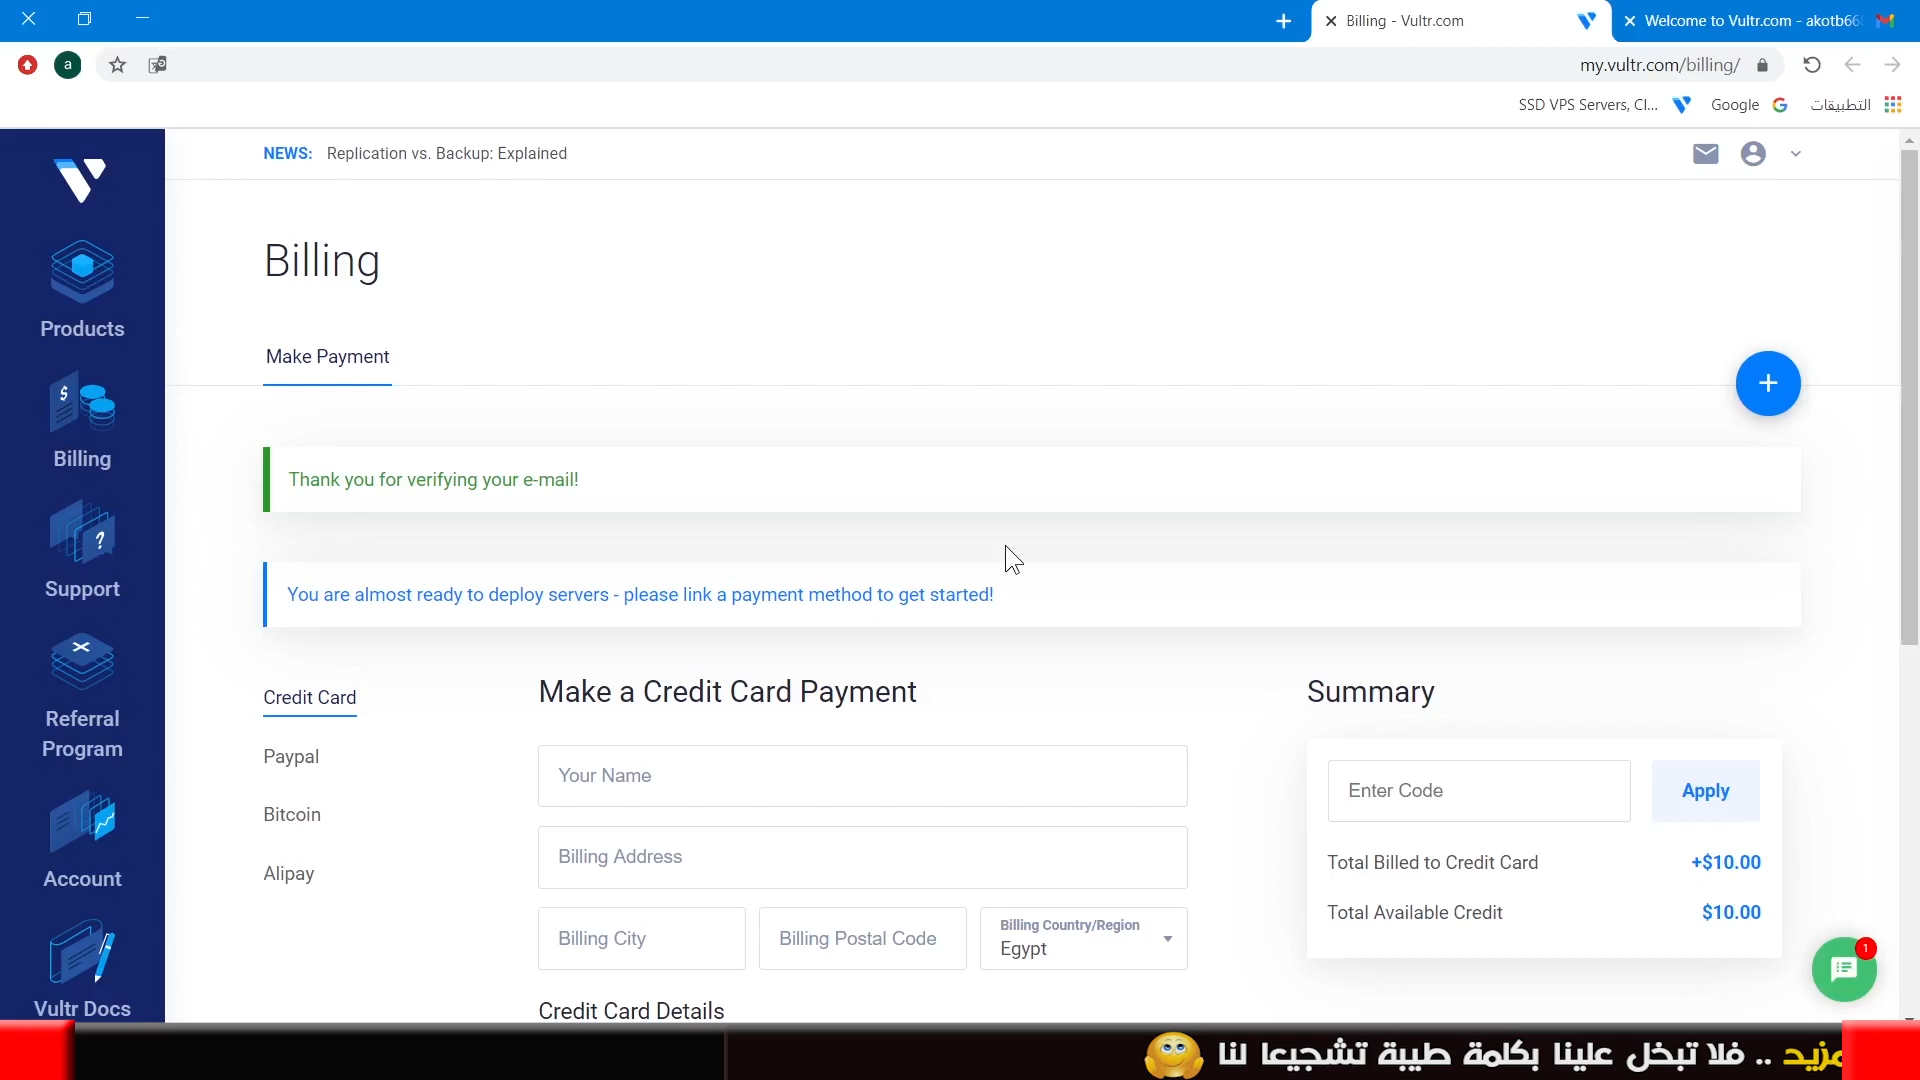 Billing - Vultr.com
Welcome to Vultr.com - akotb66
a
my.vultr.com/billing/
SSD VPS Servers, Cl...
Google
التطبيقات
NEWS: Replication vs. Backup: Explained
Billing
Make Payment
+
Thank you for verifying your e-mail!
You are almost ready to deploy servers - please link a payment method to get started!
Products
Billing
Support
Referral
Program
Account
Vultr Docs
Credit Card
Paypal
Bitcoin
Alipay
Make a Credit Card Payment
Your Name
Billing Address
Billing City
Billing Postal Code
Billing Country/Region
Egypt
Credit Card Details
Summary
Enter Code
Apply
Total Billed to Credit Card
+$10.00
Total Available Credit
$10.00
1
مزيد .. فلا تبخل علينا بكلمة طيبة تشجيعا لنا